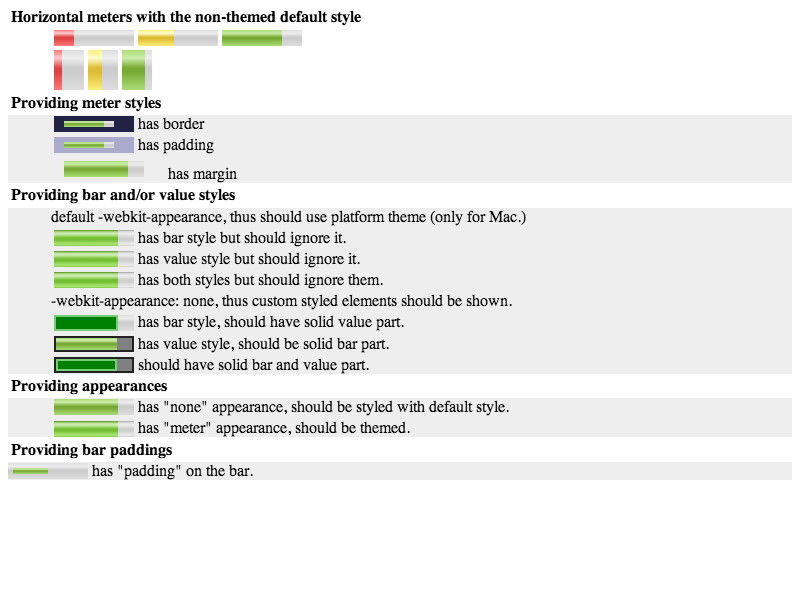 Horizontal meters with the non-themed default style
Providing meter styles
has border
has padding
has margin
Providing bar and/or value styles
default -webkit-appearance, thus should use platform theme (only for Mac.)
has bar style but should ignore it.
has value style but should ignore it.
has both styles but should ignore them.
-webkit-appearance: none, thus custom styled elements should be shown.
has bar style, should have solid value part.
has value style, should be solid bar part.
should have solid bar and value part.
Providing appearances
has "none" appearance, should be styled with default style.
has "meter" appearance, should be themed.
Providing bar paddings
has "padding" on the bar.